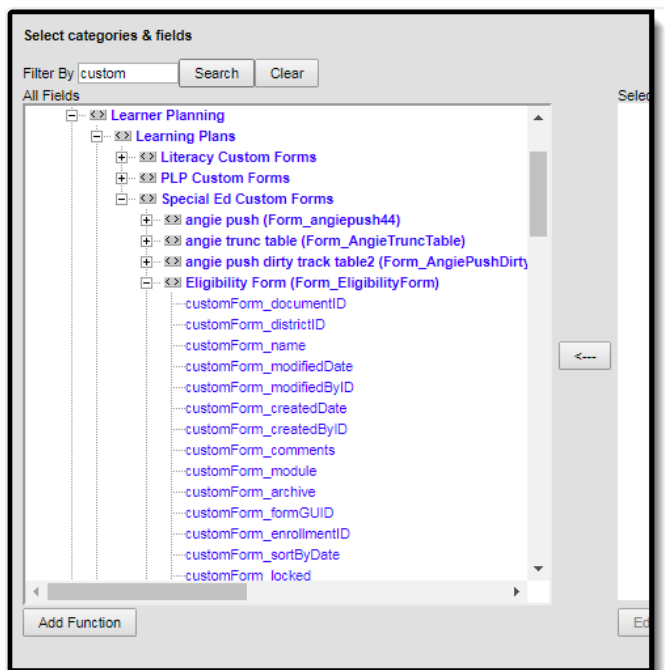 Select categories & fields
Filter By custom Search Clear
All Fields
Learner Planning
Learning Plans
Literacy Custom Forms
PLP Custom Forms
Special Ed Custom Forms
angie push (Form_angiepush44)
angie trunc table (Form_AngieTruncTable)
angie push dirty track table2 (Form_AngiePushDirty
Eligibility Form (Form_EligibilityForm)
customForm_documentID
customForm_districtID
customForm_name
customForm_modifiedDate
customForm_modifiedByID
customForm_createdDate
customForm_createdByID
customForm_comments
customForm_module
customForm_archive
customForm_formGUID
customForm_enrollmentID
customForm_sortByDate
customForm_locked
Add Function
<---
Selec
Ed